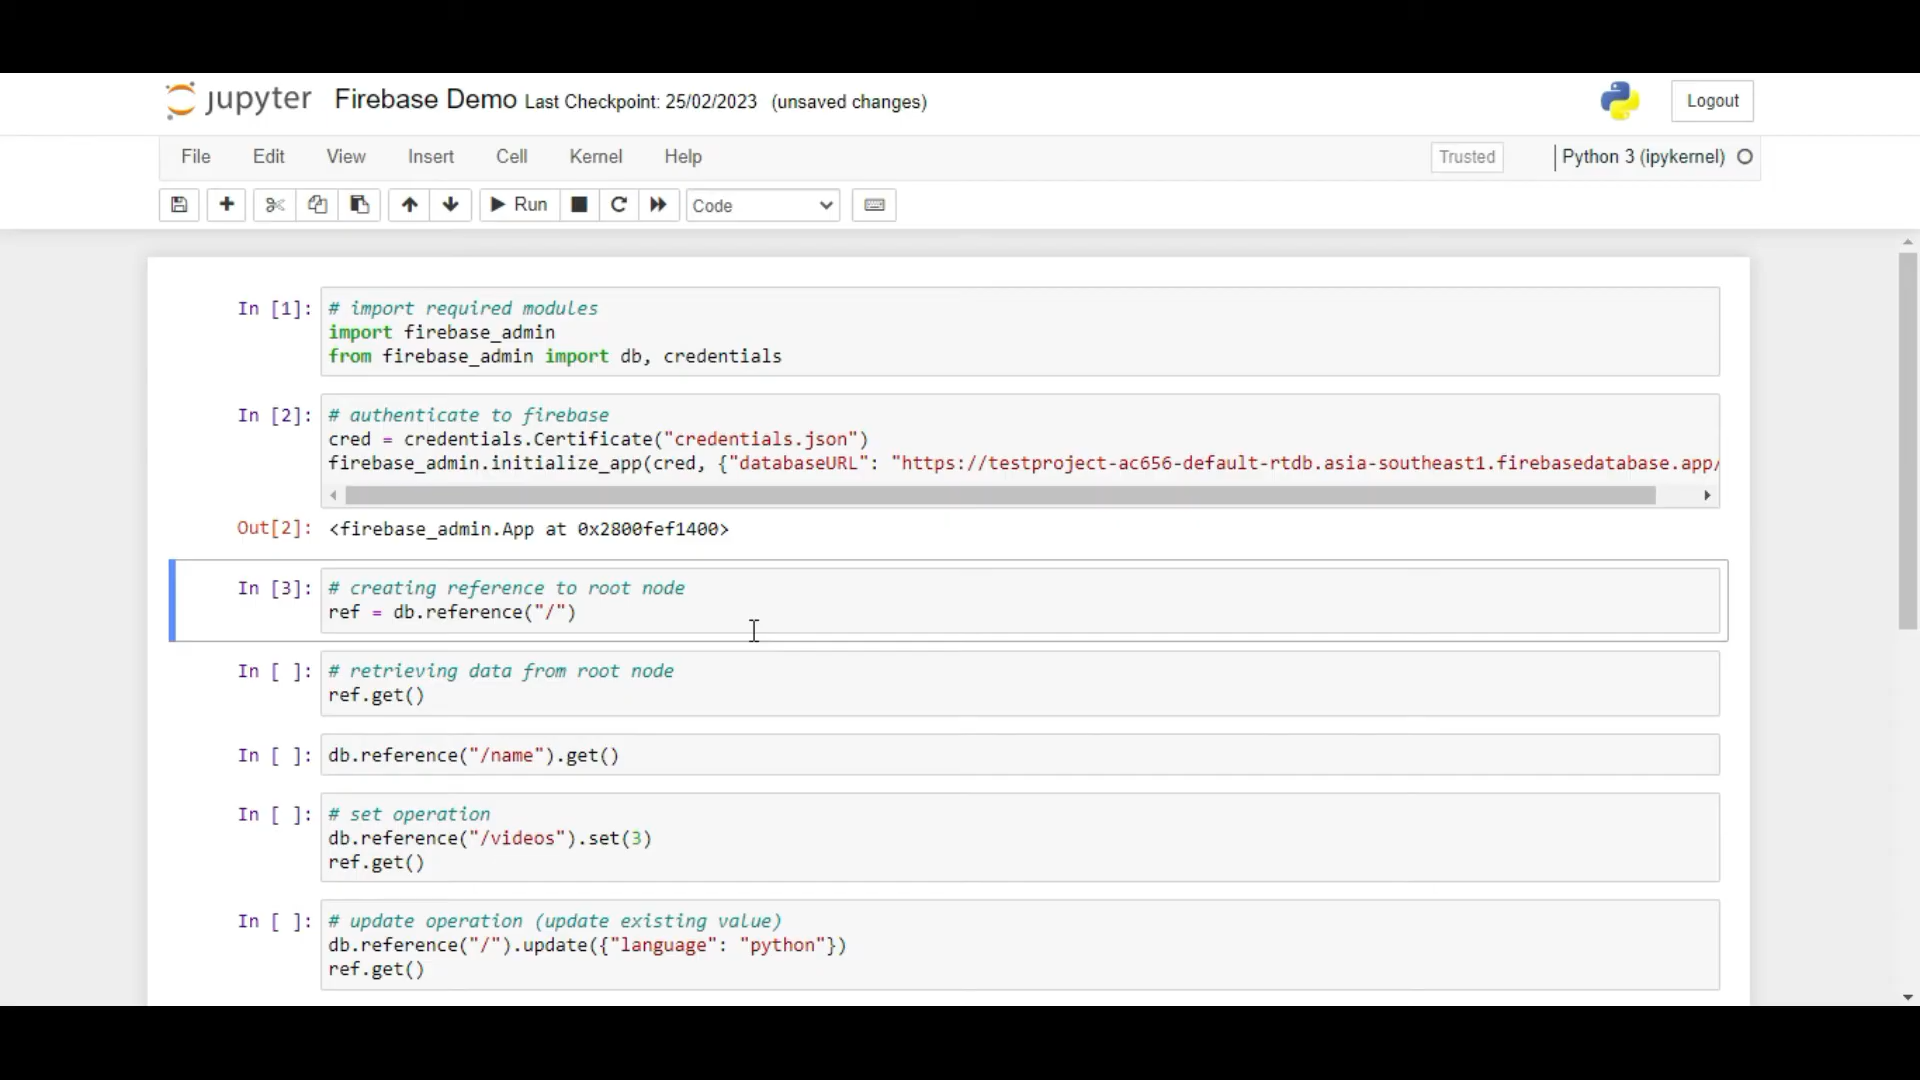 jupyter Firebase Demo Last Checkpoint: 25/02/2023 (unsaved changes) Logout
File Edit View Insert Cell Kernel Help Trusted Python 3 (ipykernel)
Run Code
In [1]: # import required modules
import firebase_admin
from firebase_admin import db, credentials
In [2]: # authenticate to firebase
cred = credentials.Certificate("credentials.json")
firebase_admin.initialize_app(cred, {"databaseURL": "https://testproject-ac656-default-rtdb.asia-southeast1.firebasedatabase.app/
Out[2]: <firebase_admin.App at 0x2800fef1400>
In [3]: # creating reference to root node
ref = db.reference("/")
In [ ]: # retrieving data from root node
ref.get()
In [ ]: db.reference("/name").get()
In [ ]: # set operation
db.reference("/videos").set(3)
ref.get()
In [ ]: # update operation (update existing value)
db.reference("/").update({"language": "python"})
ref.get()